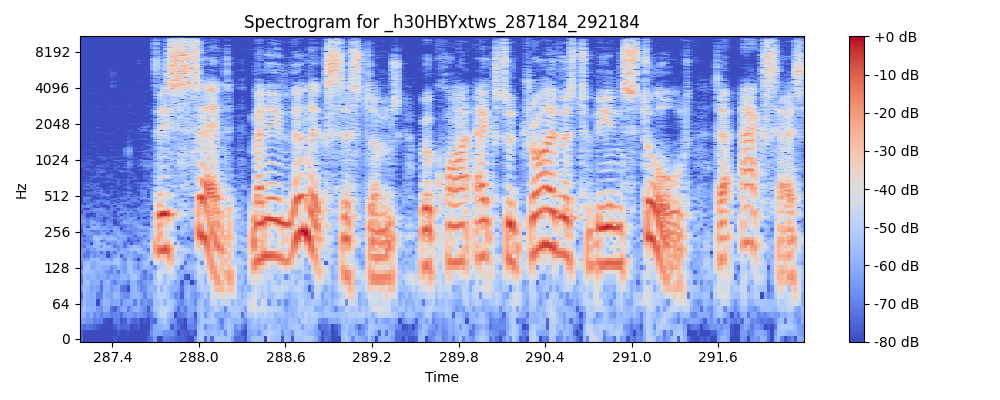 Spectrogram for _h30HBYxtws_287184_292184
8192
4096
2048
1024
512
256
128
64
0
Hz
287.4 288.0 288.6 289.2 289.8 290.4 291.0 291.6
Time
+0 dB
-10 dB
-20 dB
-30 dB
-40 dB
-50 dB
-60 dB
-70 dB
-80 dB